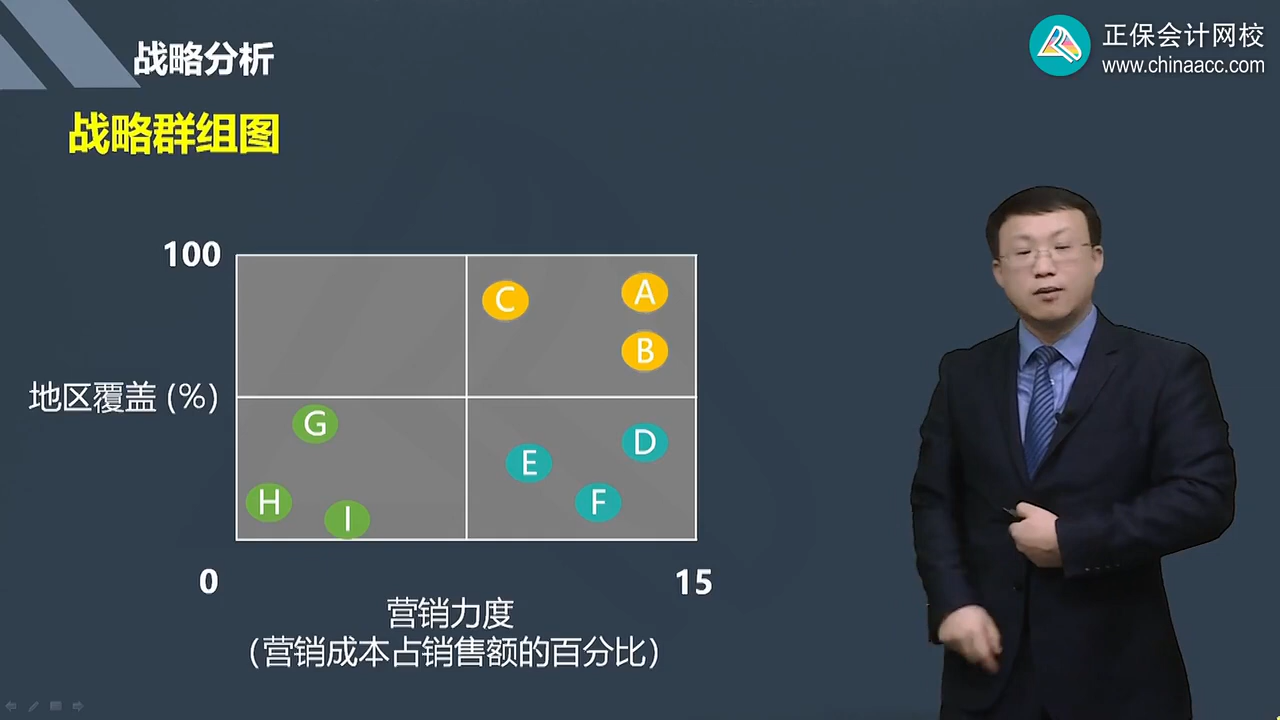 战略分析
正保会计网校
www.chinaacc.com
战略群组图
100
C
A
B
地区覆盖 (%)
G
D
E
H
F
I
0
15
营销力度
（营销成本占销售额的百分比）